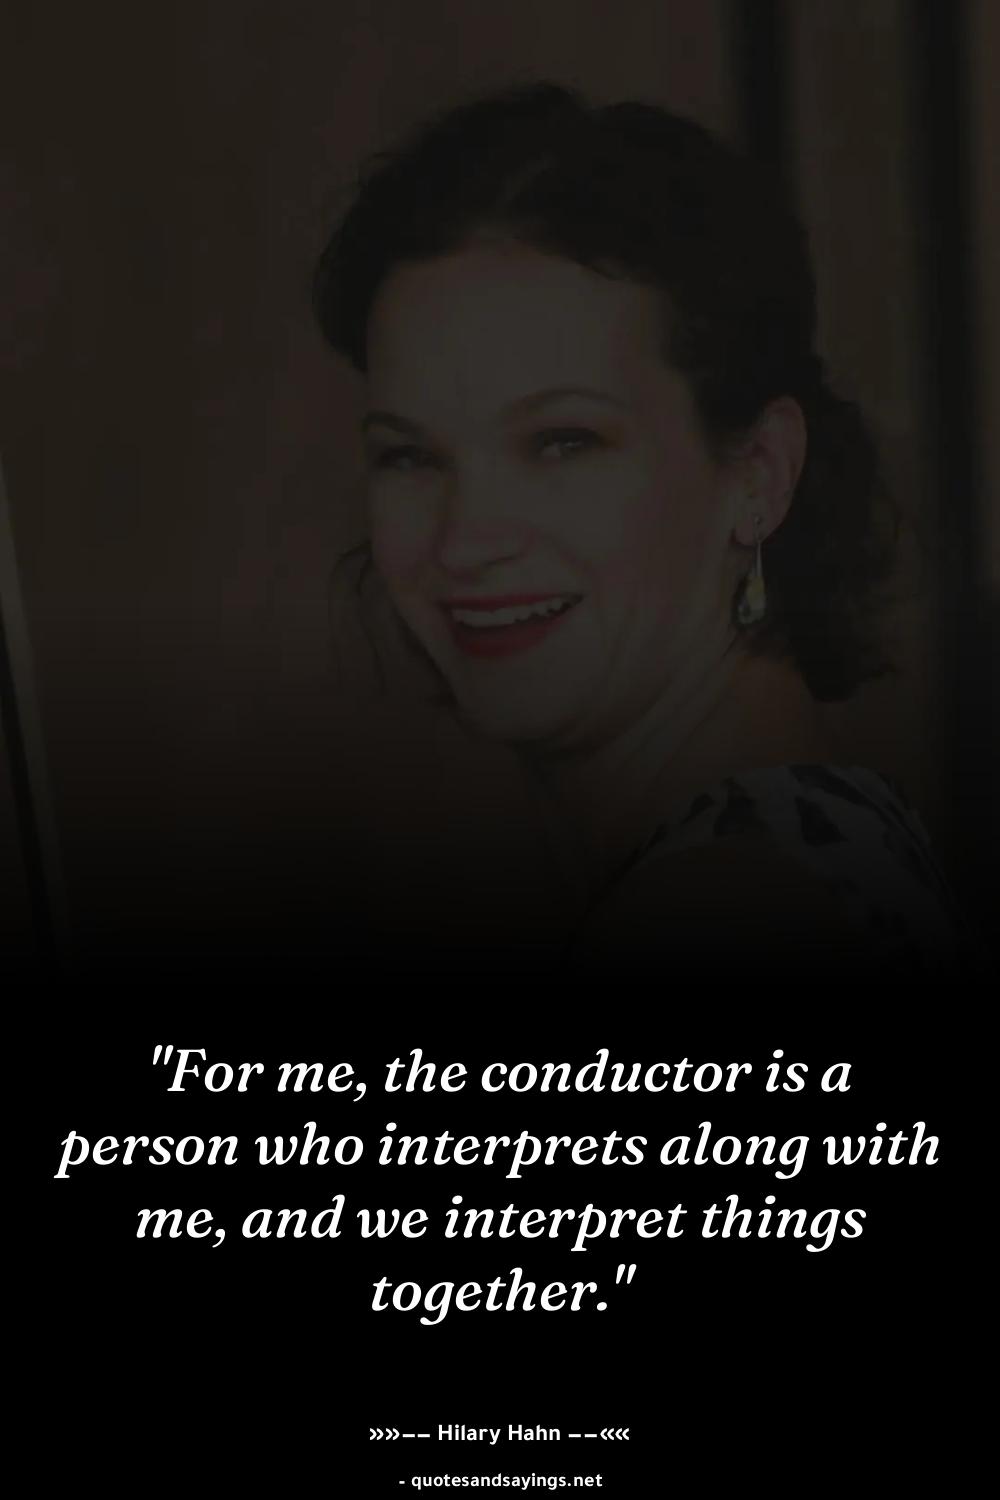 "For me, the conductor is a
person who interprets along with
me, and we interpret things
together."
»»−− Hilary Hahn −−««
- quotesandsayings.net